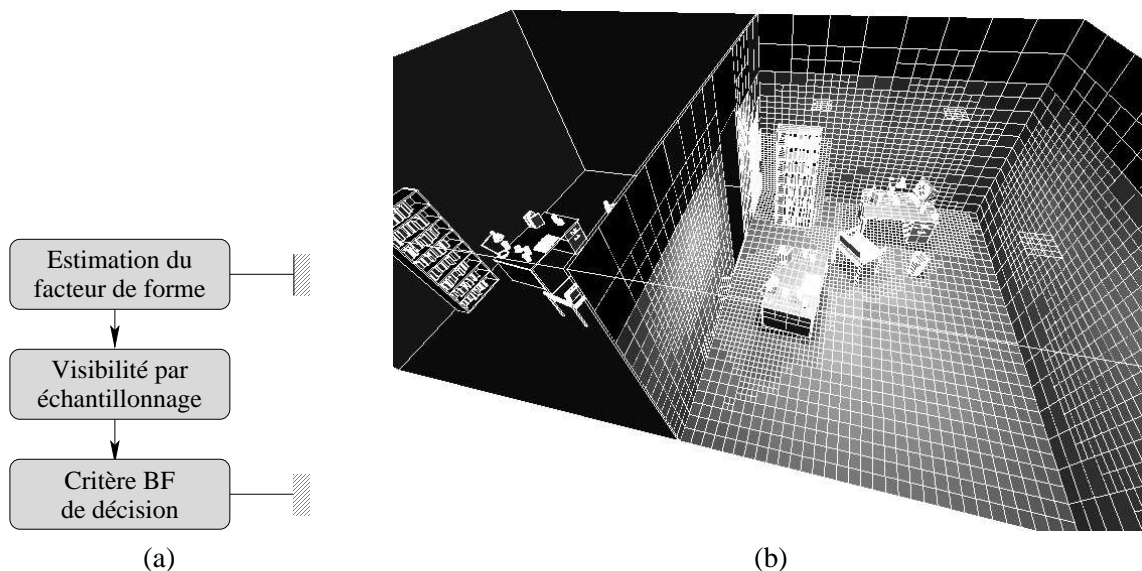 Estimation du
facteur de forme
Visibilité par
échantillonnage
Critère BF
de décision
(a)
(b)